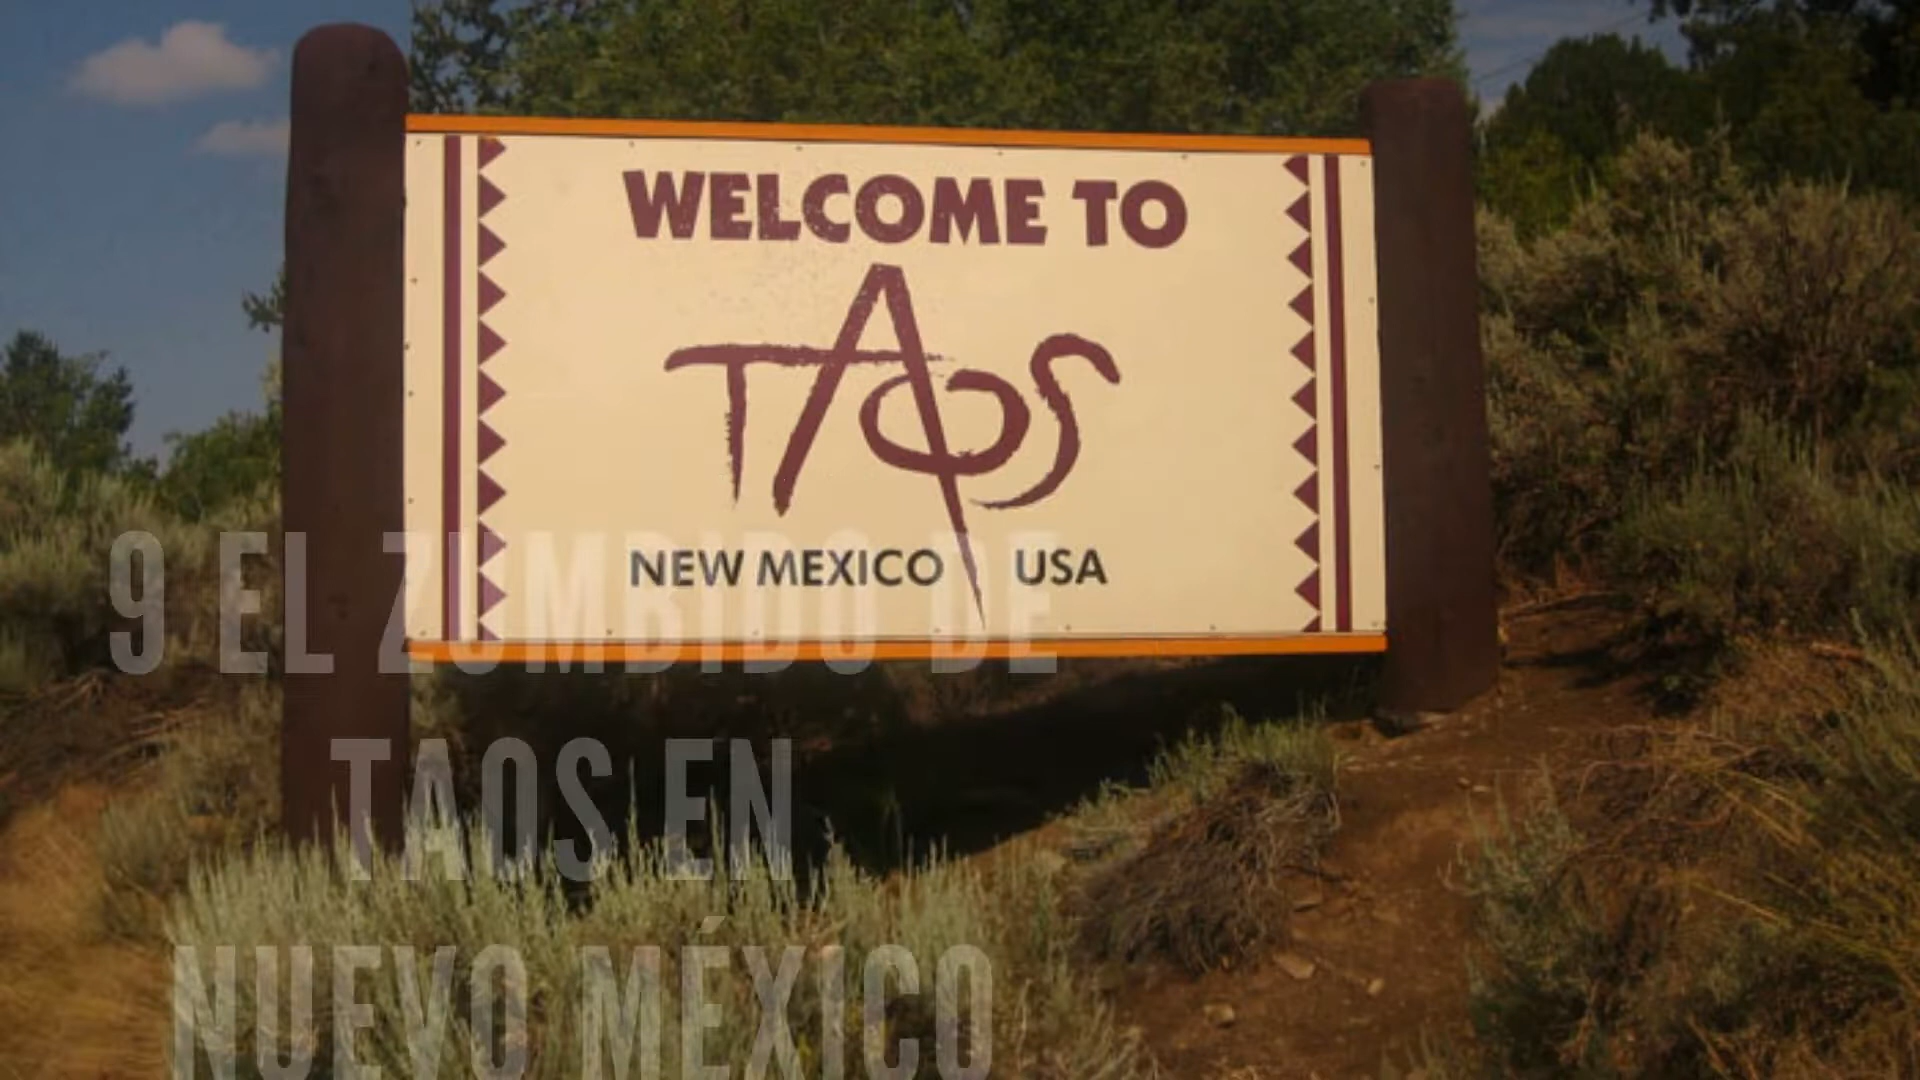 WELCOME TO
TAOS
NEW MEXICO USA
9 EL ZUMBIDO DE
TAOS EN
NUEVO MÉXICO